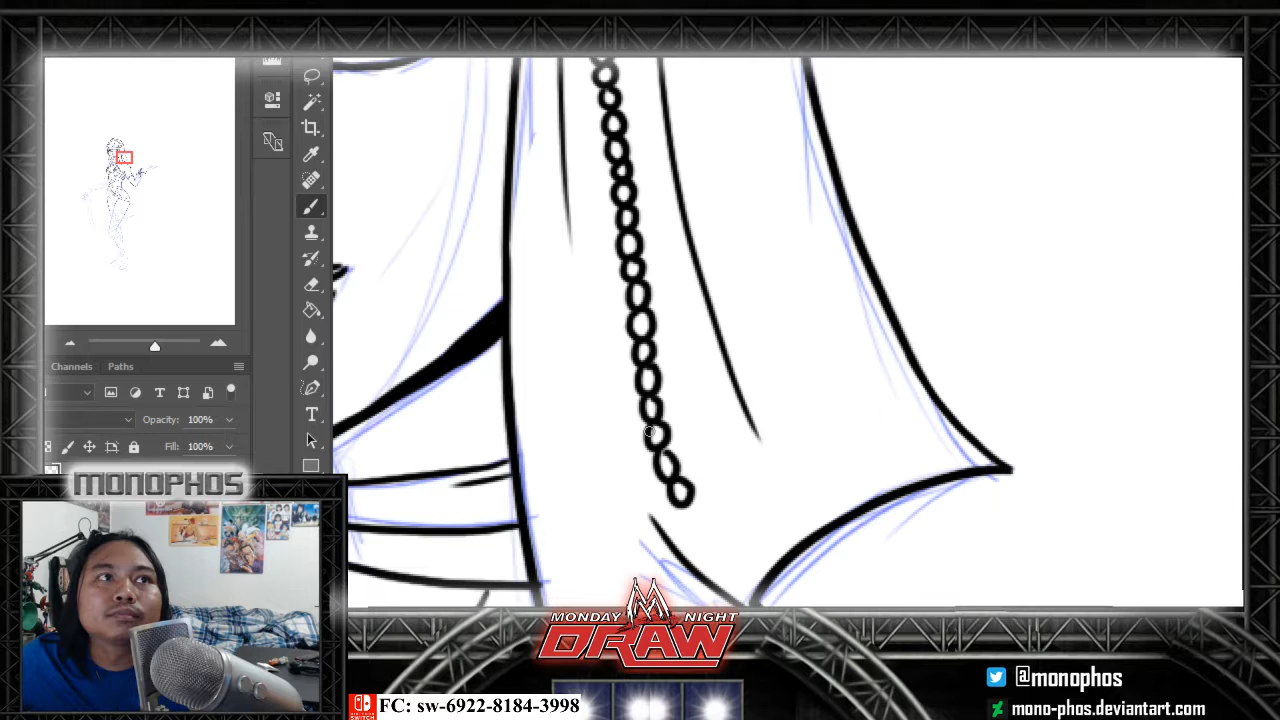 Channels Paths
Opacity: 100%
Fill: 100%
MONOPHOS
MONDAY NIGHT
DRAW
@monophos
mono-phos.deviantart.com
FC: sw-6922-8184-3998